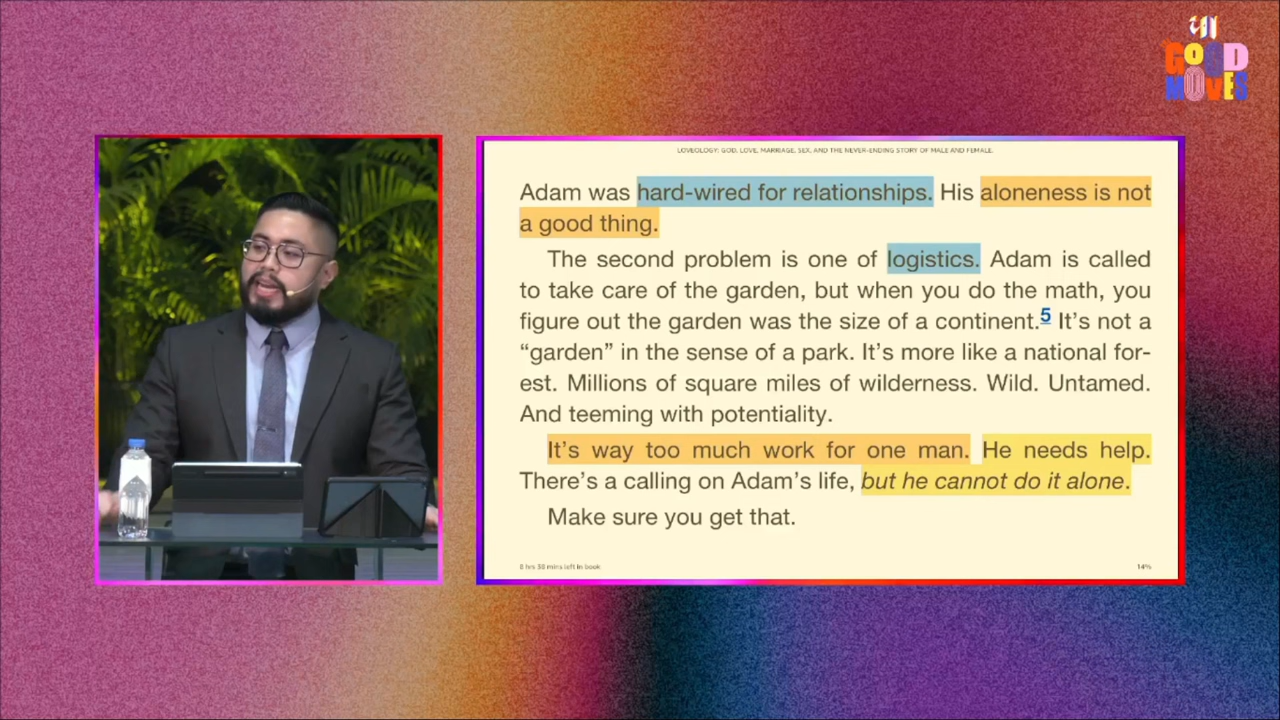 GOOD
MOVES
LOVEOLOGY: GOD. LOVE. MARRIAGE. SEX. AND THE NEVER-ENDING STORY OF MALE AND FEMALE.
Adam was hard-wired for relationships. His aloneness is not
a good thing.
The second problem is one of logistics. Adam is called
to take care of the garden, but when you do the math, you
figure out the garden was the size of a continent.5 It’s not a
“garden” in the sense of a park. It’s more like a national for-
est. Millions of square miles of wilderness. Wild. Untamed.
And teeming with potentiality.
It’s way too much work for one man. He needs help.
There’s a calling on Adam’s life, but he cannot do it alone.
Make sure you get that.
8 hrs 30 mins left in book
14%